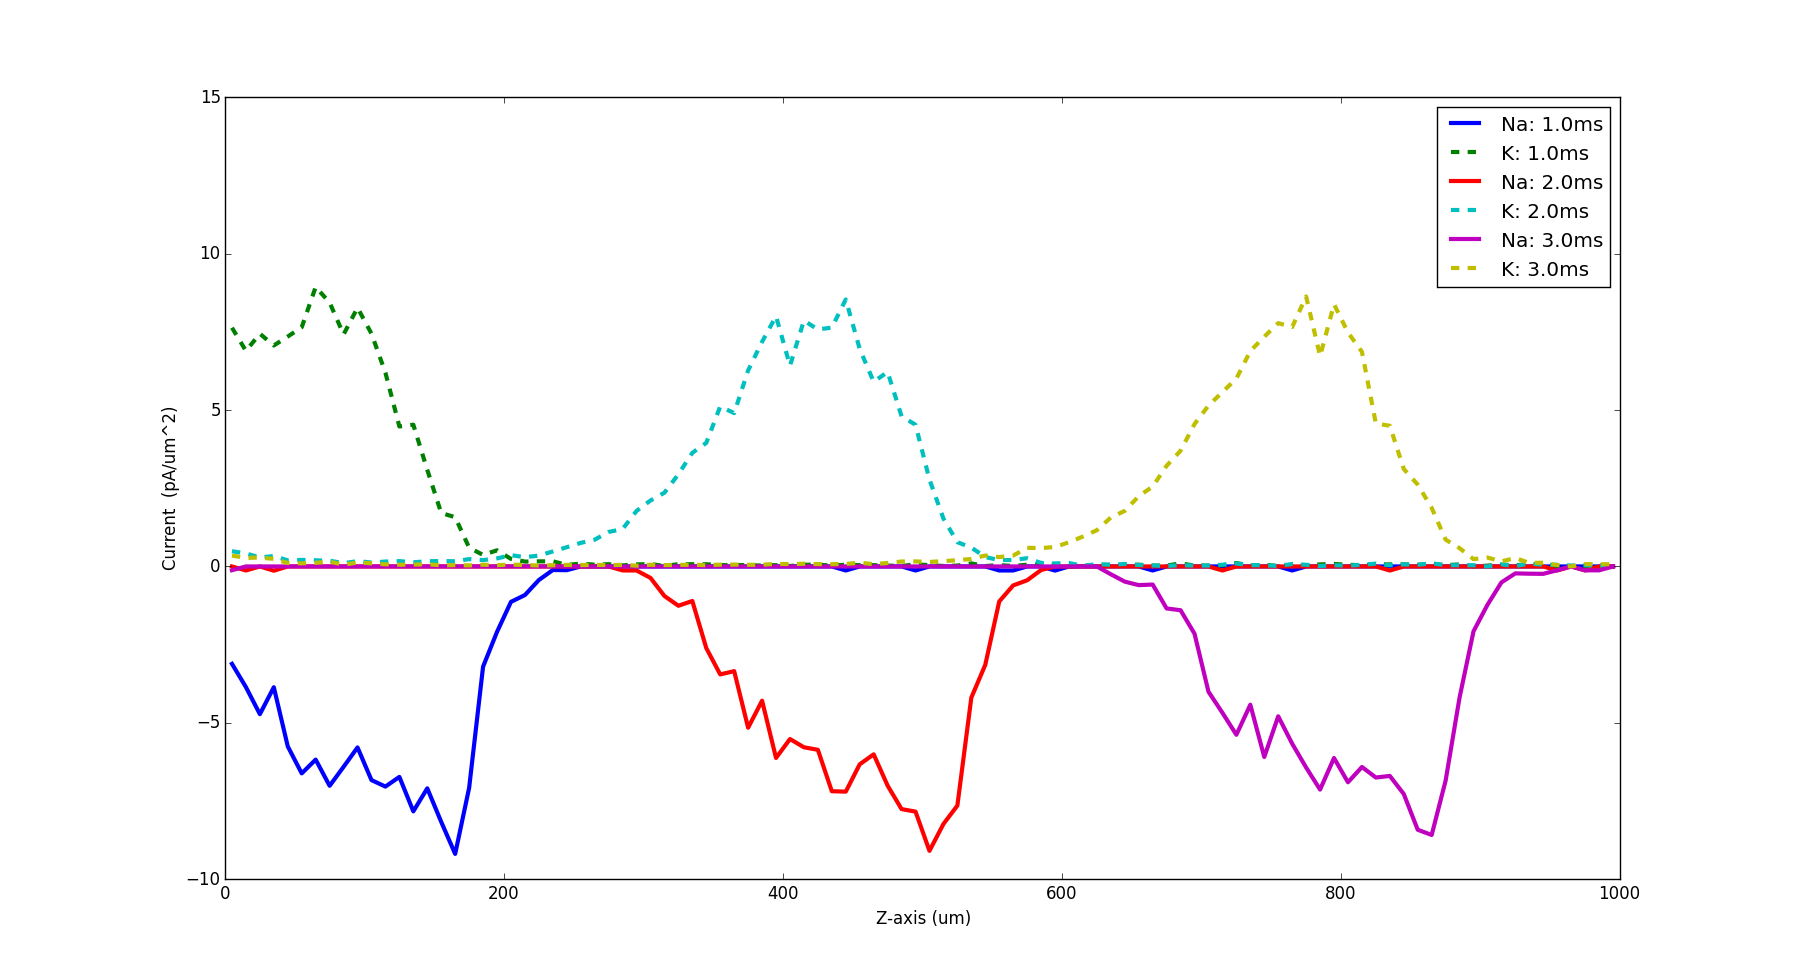 15
10
5
0
−5
−10
Current (pA/um^2)
0 200 400 600 800 1000
Z-axis (um)
Na: 1.0ms
K: 1.0ms
Na: 2.0ms
K: 2.0ms
Na: 3.0ms
K: 3.0ms